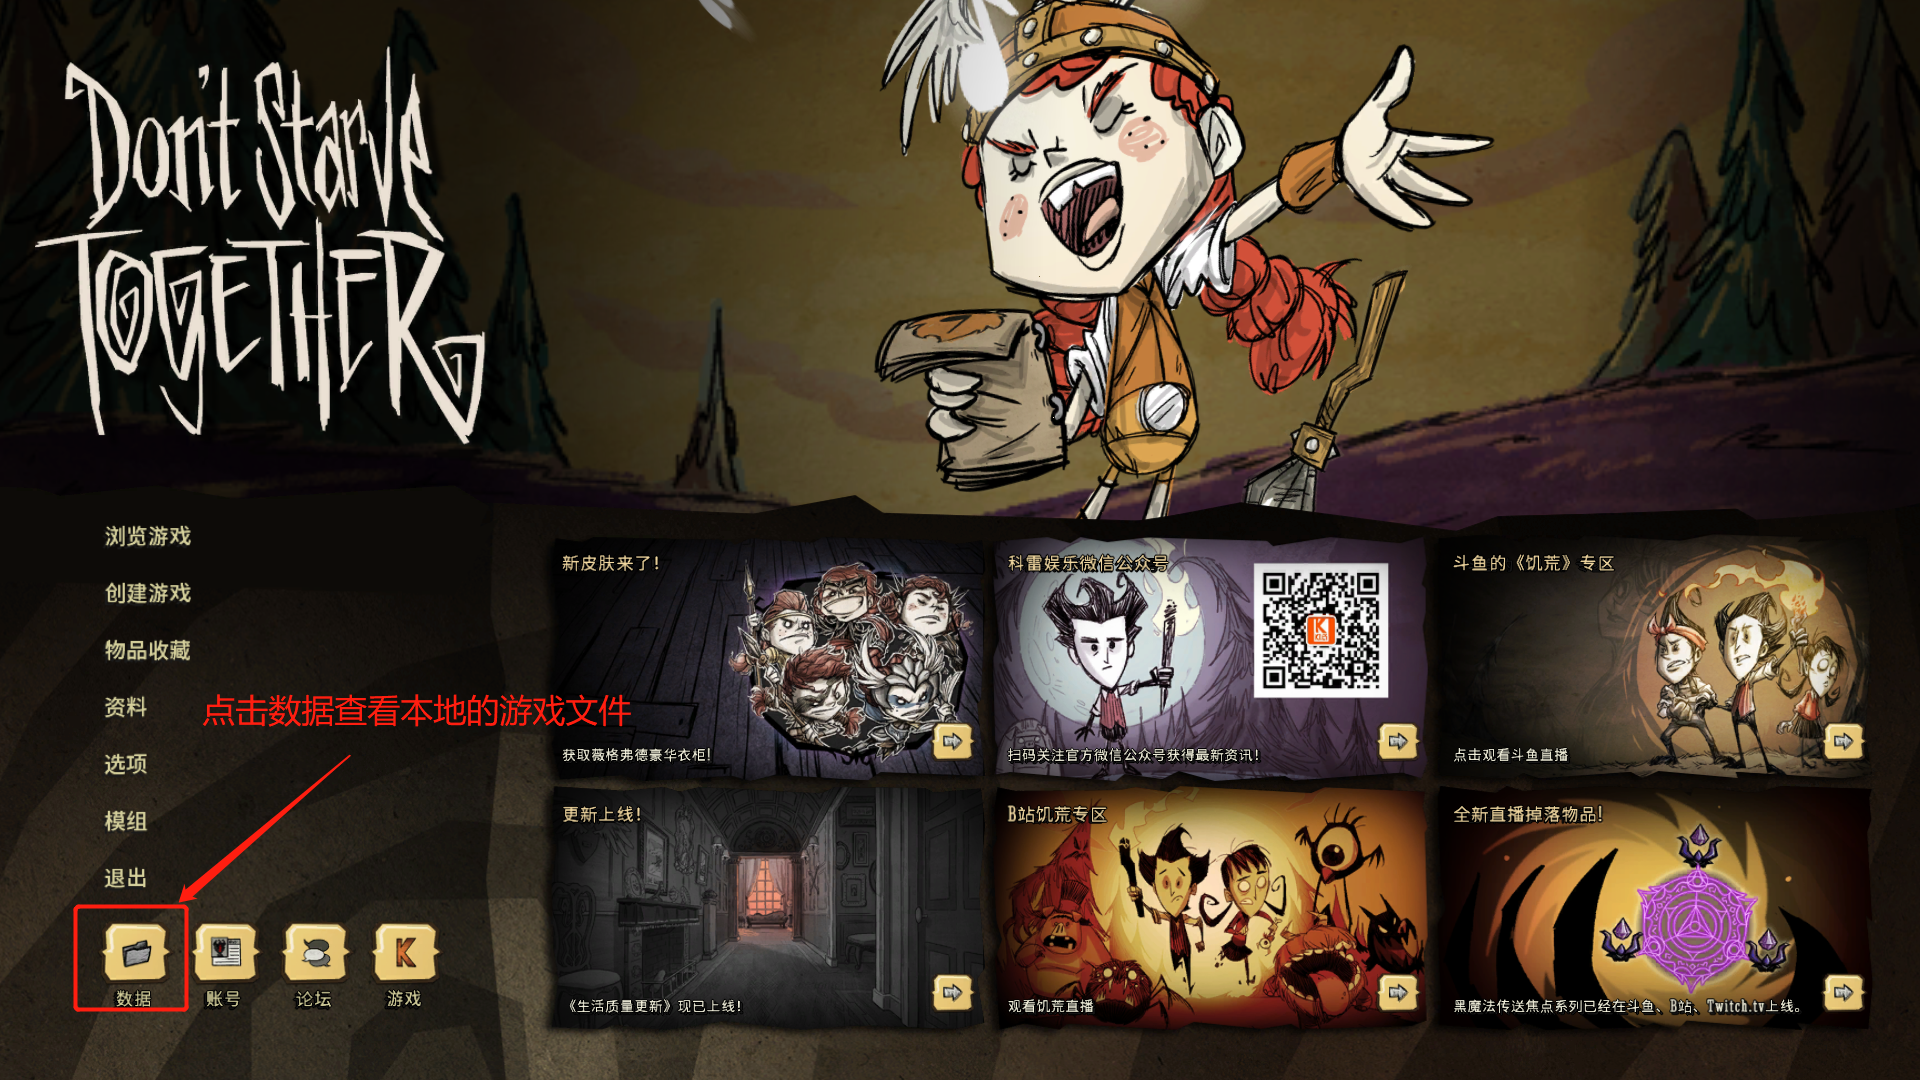 Don't Starve
TOGETHER
浏览游戏
创建游戏
物品收藏
资料
选项
模组
退出
点击数据查看本地的游戏文件
数据
账号
论坛
K
游戏
新皮肤来了!
获取薇格弗德豪华衣柜!
科雷娱乐微信公众号
扫码关注官方微信公众号获得最新资讯!
斗鱼的《饥荒》专区
点击观看斗鱼直播
更新上线!
《生活质量更新》现已上线!
B站饥荒专区
观看饥荒直播
全新直播掉落物品!
黑魔法传送焦点系列已经在斗鱼、B站、Twitch.tv上线。